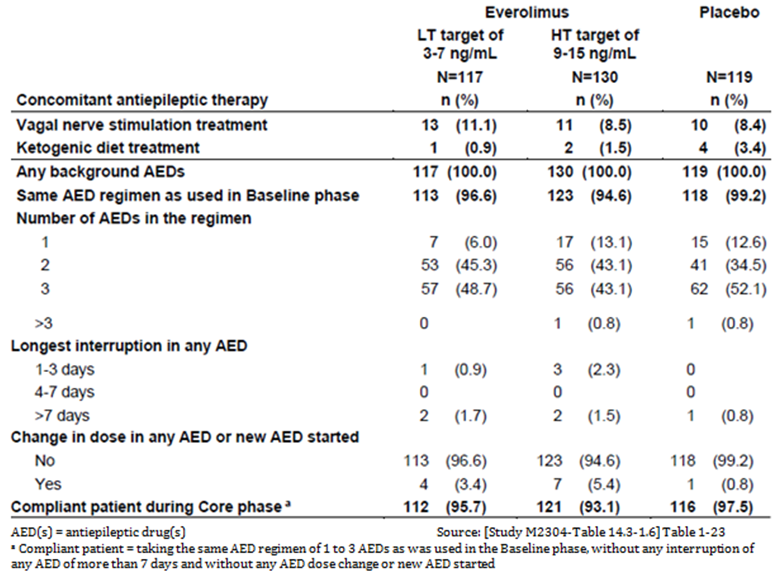 Everolimus Placebo
LT target of HT target of
3-7 ng/mL 9-15 ng/mL
N=117 N=130 N=119
Concomitant antiepileptic therapy n (%) n (%) n (%)
Vagal nerve stimulation treatment 13 (11.1) 11 (8.5) 10 (8.4)
Ketogenic diet treatment 1 (0.9) 2 (1.5) 4 (3.4)
Any background AEDs 117 (100.0) 130 (100.0) 119 (100.0)
Same AED regimen as used in Baseline phase 113 (96.6) 123 (94.6) 118 (99.2)
Number of AEDs in the regimen
1 7 (6.0) 17 (13.1) 15 (12.6)
2 53 (45.3) 56 (43.1) 41 (34.5)
3 57 (48.7) 56 (43.1) 62 (52.1)
>3 0 1 (0.8) 1 (0.8)
Longest interruption in any AED
1-3 days 1 (0.9) 3 (2.3) 0
4-7 days 0 0 0
>7 days 2 (1.7) 2 (1.5) 1 (0.8)
Change in dose in any AED or new AED started
No 113 (96.6) 123 (94.6) 118 (99.2)
Yes 4 (3.4) 7 (5.4) 1 (0.8)
Compliant patient during Core phase ᵃ 112 (95.7) 121 (93.1) 116 (97.5)
AED(s) = antiepileptic drug(s) Source: [Study M2304-Table 14.3-1.6] Table 1-23
ᵃ Compliant patient = taking the same AED regimen of 1 to 3 AEDs as was used in the Baseline phase, without any interruption of
any AED of more than 7 days and without any AED dose change or new AED started